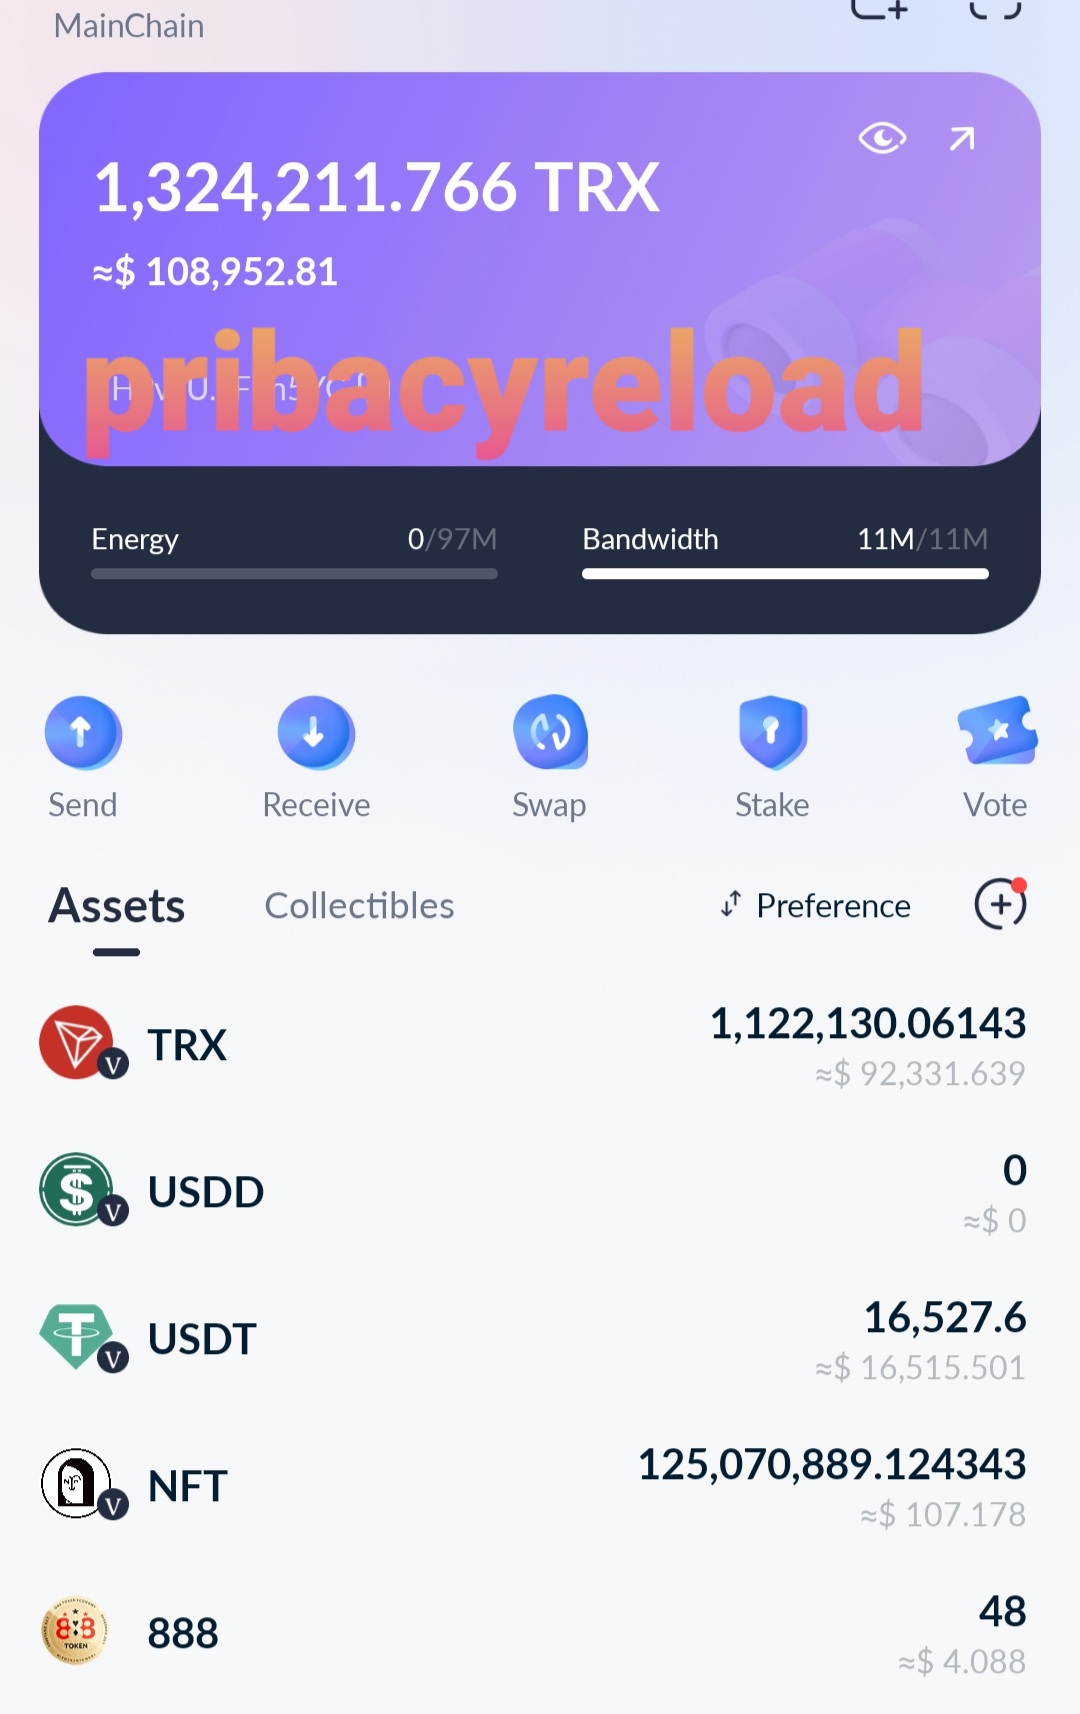 MainChain
1,324,211.766 TRX
≈$ 108,952.81
pribacyreload
Energy 0/97M Bandwidth 11M/11M
Send Receive Swap Stake Vote
Assets Collectibles Preference
TRX 1,122,130.06143
≈$ 92,331.639
USDD 0
≈$ 0
USDT 16,527.6
≈$ 16,515.501
NFT 125,070,889.124343
≈$ 107.178
888 48
≈$ 4.088